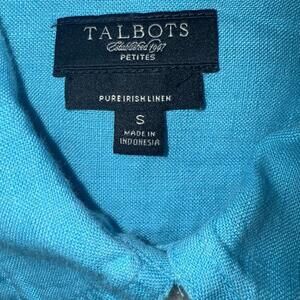 TALBOTS
Established 1947
PETITES
PURE IRISH LINEN
S
MADE IN
INDONESIA